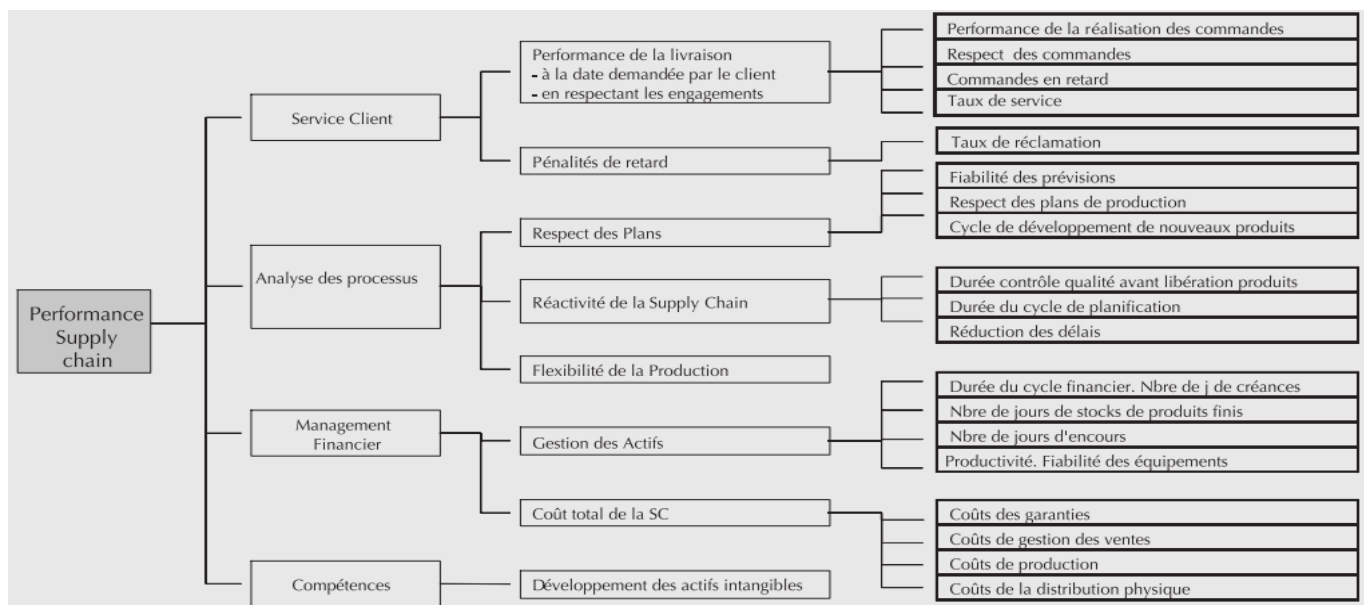 Performance
Supply
chain
Service Client
Analyse des processus
Management
Financier
Compétences
Performance de la livraison
- à la date demandée par le client
- en respectant les engagements
Pénalités de retard
Respect des Plans
Réactivité de la Supply Chain
Flexibilité de la Production
Gestion des Actifs
Coût total de la SC
Développement des actifs intangibles
Performance de la réalisation des commandes
Respect des commandes
Commandes en retard
Taux de service
Taux de réclamation
Fiabilité des prévisions
Respect des plans de production
Cycle de développement de nouveaux produits
Durée contrôle qualité avant libération produits
Durée du cycle de planification
Réduction des délais
Durée du cycle financier. Nbre de j de créances
Nbre de jours de stocks de produits finis
Nbre de jours d'encours
Productivité. Fiabilité des équipements
Coûts des garanties
Coûts de gestion des ventes
Coûts de production
Coûts de la distribution physique